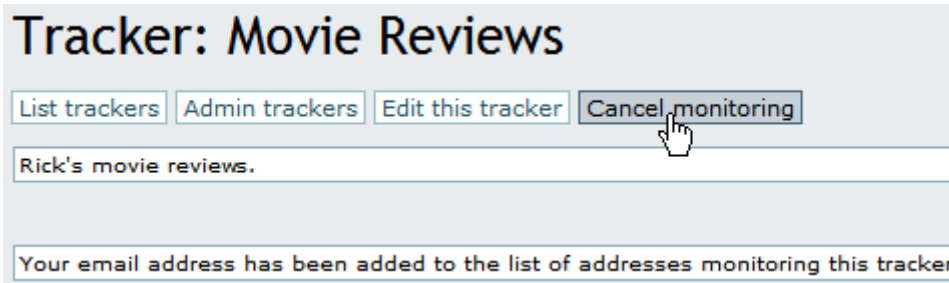 Tracker: Movie Reviews
List trackers Admin trackers Edit this tracker Cancel monitoring
Rick's movie reviews.
Your email address has been added to the list of addresses monitoring this tracker